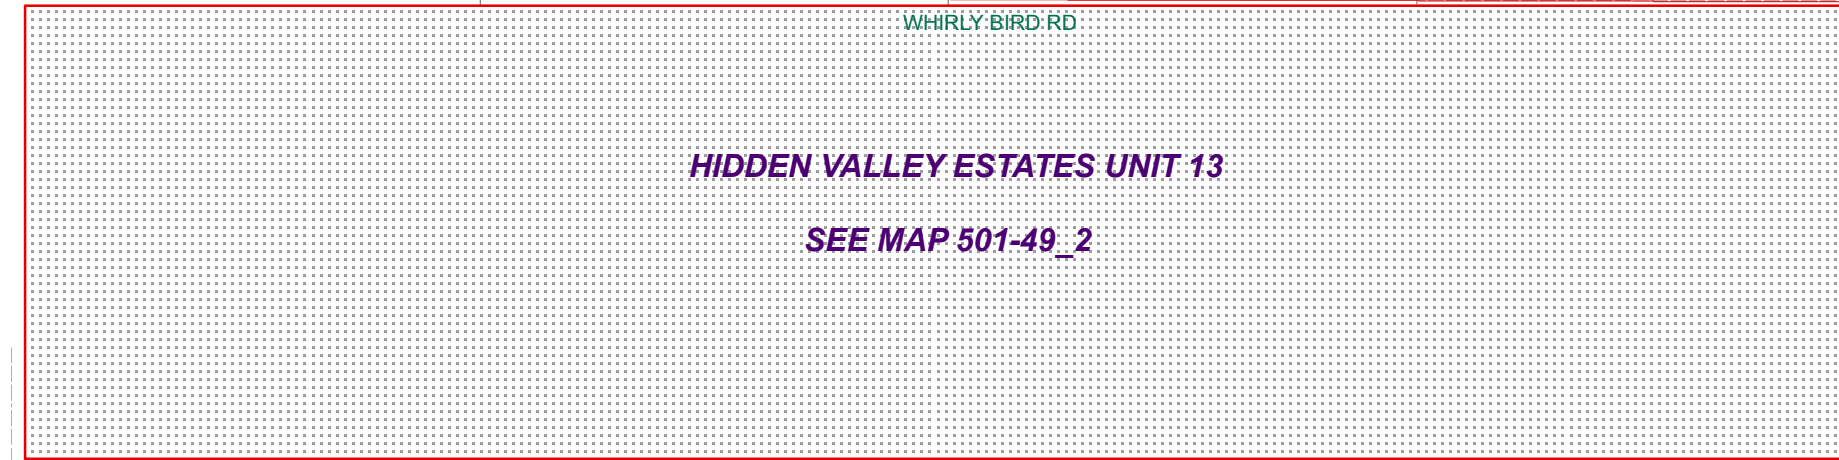 WHIRLY BIRD RD
HIDDEN VALLEY ESTATES UNIT 13
SEE MAP 501-49_2